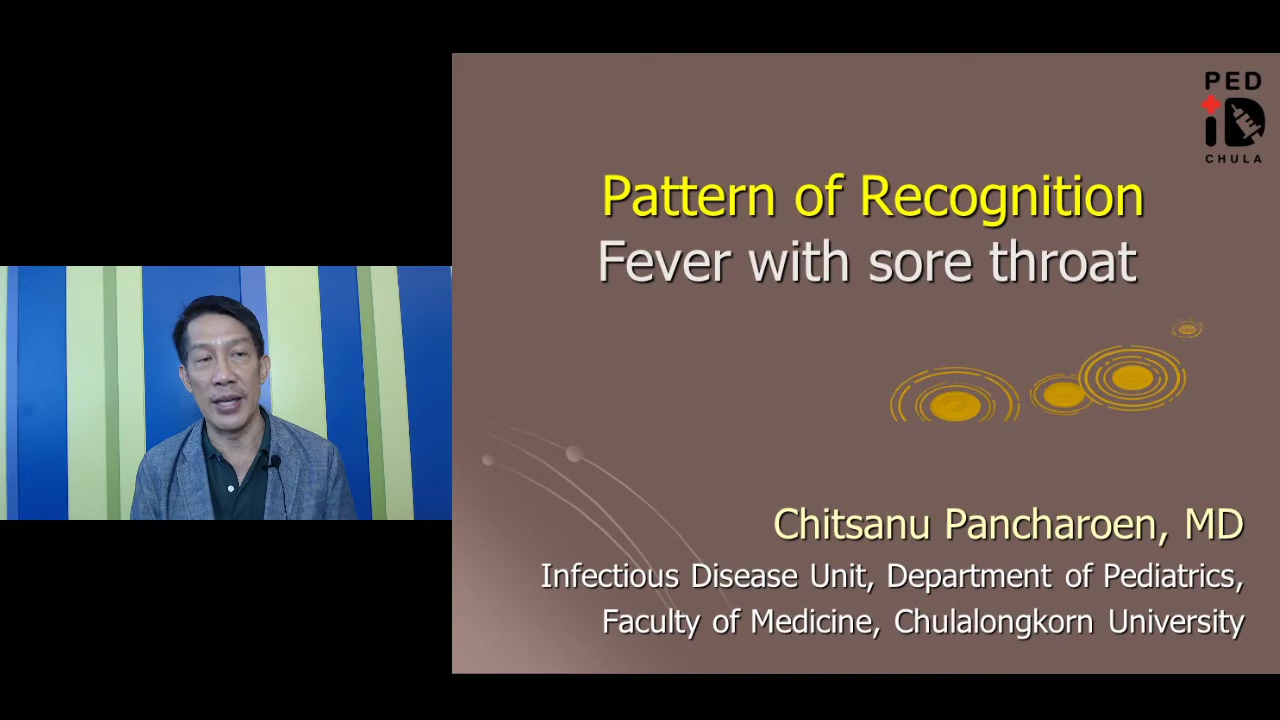 PED
iD
CHULA
Pattern of Recognition
Fever with sore throat
Chitsanu Pancharoen, MD
Infectious Disease Unit, Department of Pediatrics,
Faculty of Medicine, Chulalongkorn University